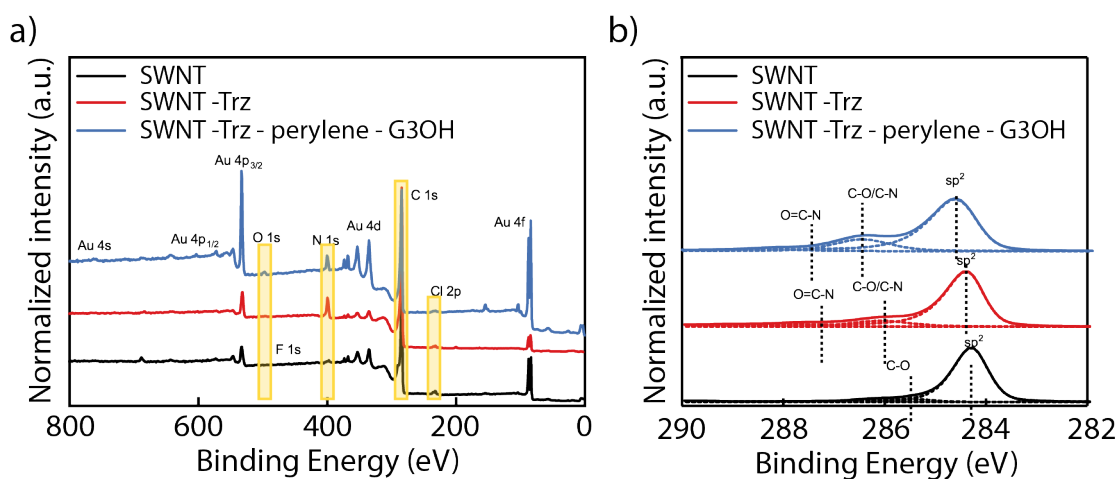 a)
Normalized intensity (a.u.)
SWNT
SWNT -Trz
SWNT -Trz - perylene - G3OH
Au 4s
Au 4p1/2
Au 4p3/2
O 1s
N 1s
Au 4d
C 1s
Cl 2p
Au 4f
F 1s
800 600 400 200 0
Binding Energy (eV)
b)
Normalized intensity (a.u.)
SWNT
SWNT -Trz
SWNT -Trz - perylene - G3OH
O=C-N
C-O/C-N
sp²
O=C-N
C-O/C-N
sp²
C-O
sp²
290 288 286 284 282
Binding Energy (eV)